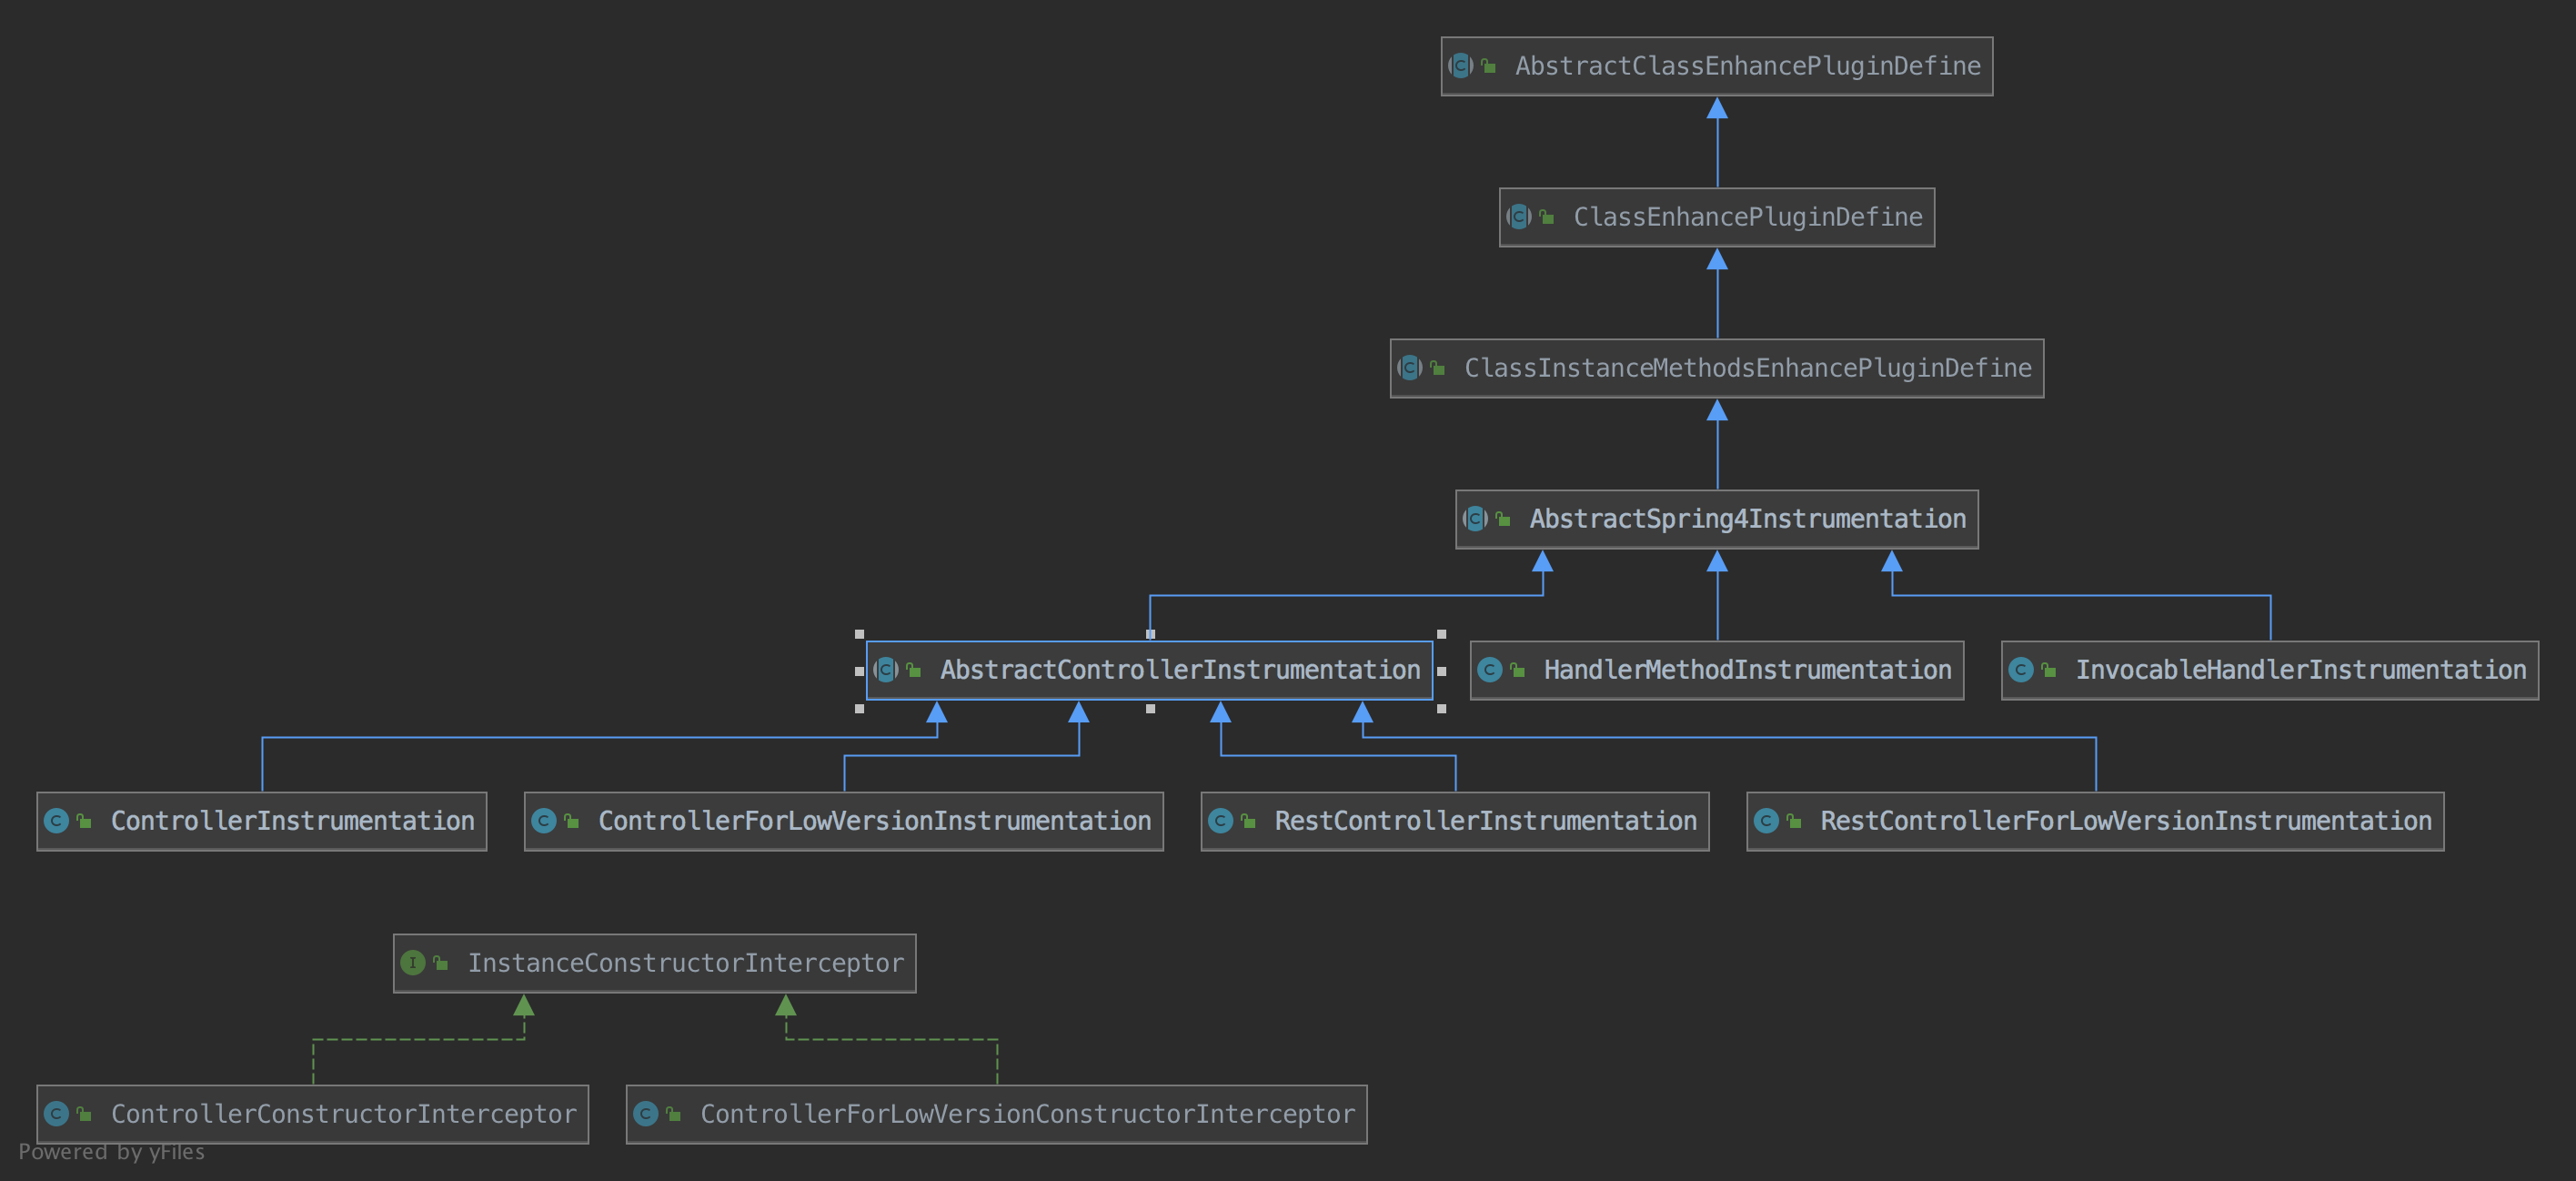 AbstractClassEnhancePluginDefine
ClassEnhancePluginDefine
ClassInstanceMethodsEnhancePluginDefine
AbstractSpring4Instrumentation
AbstractControllerInstrumentation
HandlerMethodInstrumentation
InvocableHandlerInstrumentation
ControllerInstrumentation
ControllerForLowVersionInstrumentation
RestControllerInstrumentation
RestControllerForLowVersionInstrumentation
InstanceConstructorInterceptor
ControllerConstructorInterceptor
ControllerForLowVersionConstructorInterceptor
Powered by yFiles